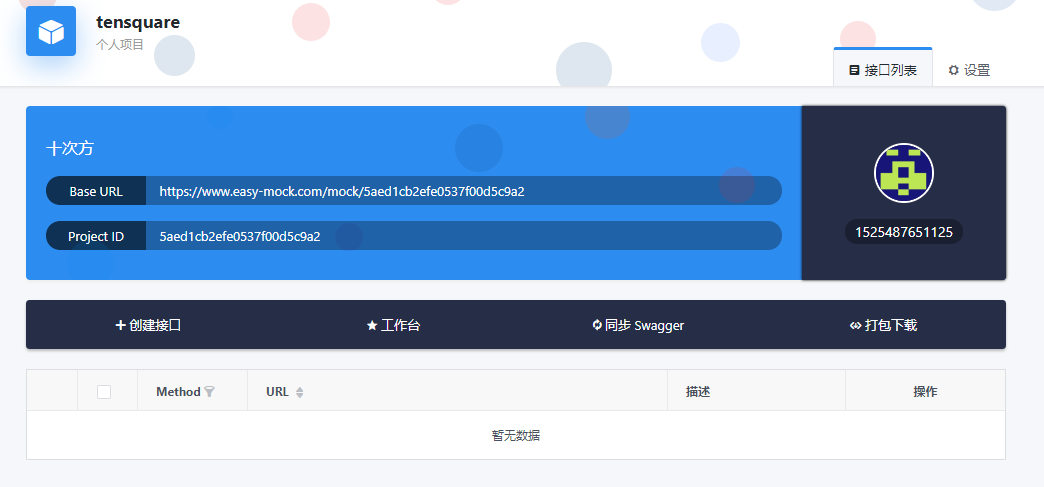 tensquare
个人项目
接口列表
设置
十次方
Base URL https://www.easy-mock.com/mock/5aed1cb2efe0537f00d5c9a2
Project ID 5aed1cb2efe0537f00d5c9a2
1525487651125
创建接口 工作台 同步 Swagger 打包下载
Method URL 描述 操作
暂无数据